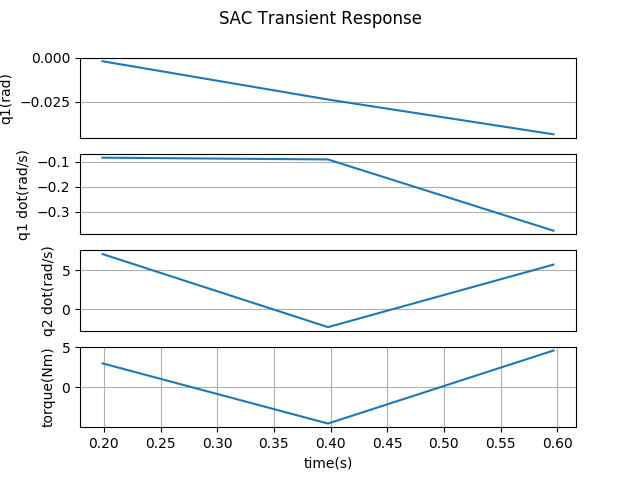 SAC Transient Response
q1(rad)
0.000
−0.025
q1 dot(rad/s)
−0.1
−0.2
−0.3
q2 dot(rad/s)
5
0
torque(Nm)
5
0
0.20 0.25 0.30 0.35 0.40 0.45 0.50 0.55 0.60
time(s)